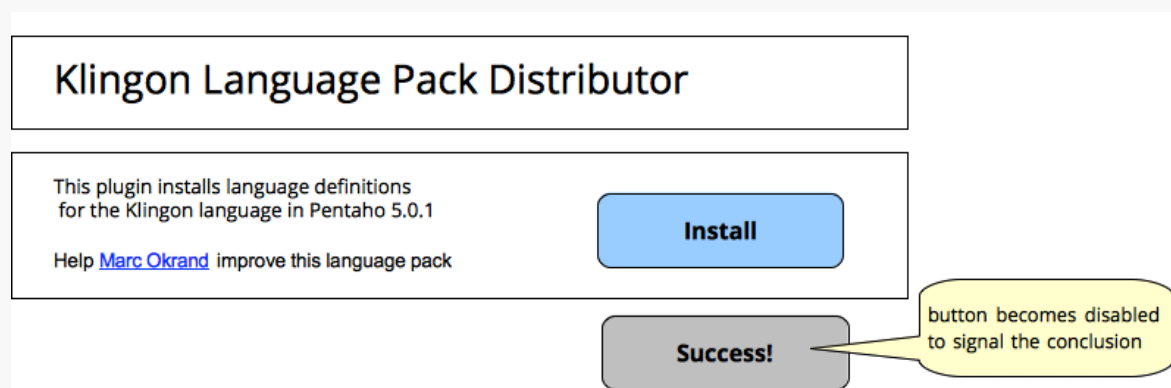 Klingon Language Pack Distributor
This plugin installs language definitions
for the Klingon language in Pentaho 5.0.1
Help Marc Okrand improve this language pack
Install
Success!
button becomes disabled
to signal the conclusion